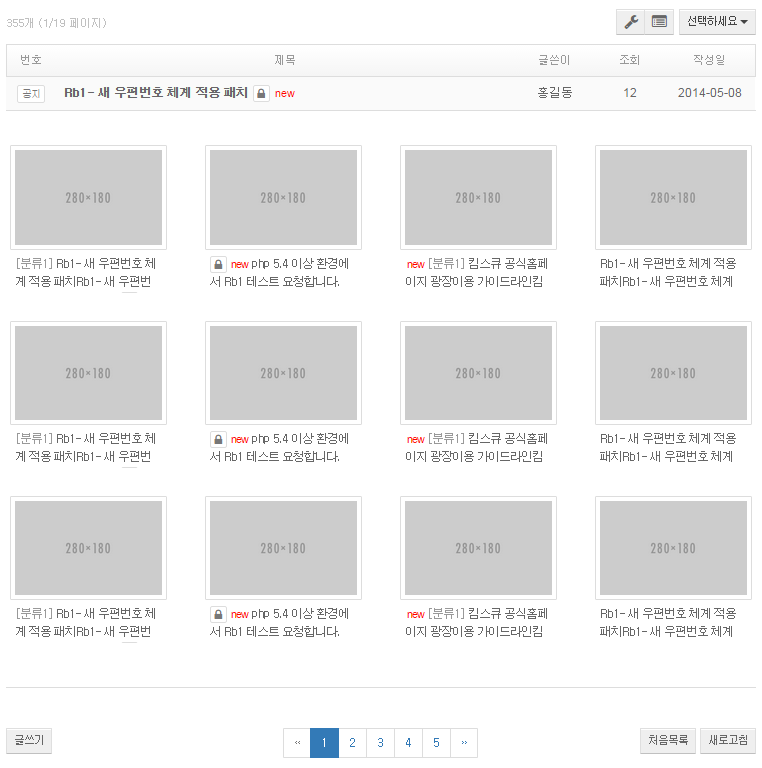 355개 (1/19 페이지)
선택하세요
번호 제목 글쓴이 조회 작성일
공지 Rb1- 새 우편번호 체계 적용 패치 new 홍길동 12 2014-05-08
280×180 280×180 280×180 280×180
[분류1] Rb1- 새 우편번호 체 new php 5.4 이상 환경에 new [분류1] 킴스큐 공식홈페 Rb1- 새 우편번호 체계 적용
계 적용 패치Rb1- 새 우편번 서 Rb1 테스트 요청합니다. 이지 광장이용 가이드라인킴 패치Rb1- 새 우편번호 체계
280×180 280×180 280×180 280×180
[분류1] Rb1- 새 우편번호 체 new php 5.4 이상 환경에 new [분류1] 킴스큐 공식홈페 Rb1- 새 우편번호 체계 적용
계 적용 패치Rb1- 새 우편번 서 Rb1 테스트 요청합니다. 이지 광장이용 가이드라인킴 패치Rb1- 새 우편번호 체계
280×180 280×180 280×180 280×180
[분류1] Rb1- 새 우편번호 체 new php 5.4 이상 환경에 new [분류1] 킴스큐 공식홈페 Rb1- 새 우편번호 체계 적용
계 적용 패치Rb1- 새 우편번 서 Rb1 테스트 요청합니다. 이지 광장이용 가이드라인킴 패치Rb1- 새 우편번호 체계
글쓰기 « 1 2 3 4 5 » 처음목록 새로고침